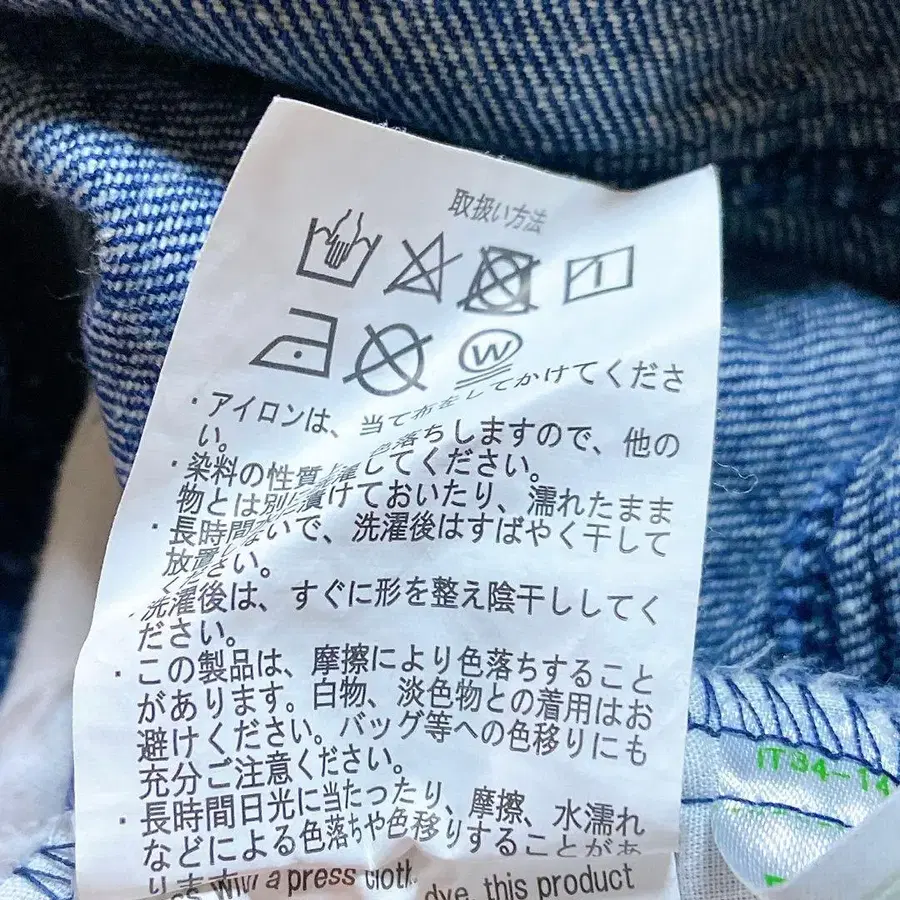 取扱い方法
W
・アイロンは、当て布をしてかけてくださ
い。
・染料の性質上色落ちしますので、他の
物とは別に洗濯してください。
・長時間水に漬けておいたり、濡れたまま
放置しないで、洗濯後はすばやく干して
ください。
・洗濯後は、すぐに形を整え陰干ししてく
ださい。
・この製品は、摩擦により色落ちすること
があります。白物、淡色物との着用はお
避けください。バッグ等への色移りにも
充分ご注意ください。
・長時間日光に当たったり、摩擦、水濡れ
などによる色落ちや色移りすることがあ
ります
a press cloth
dye, this product
IT34-14